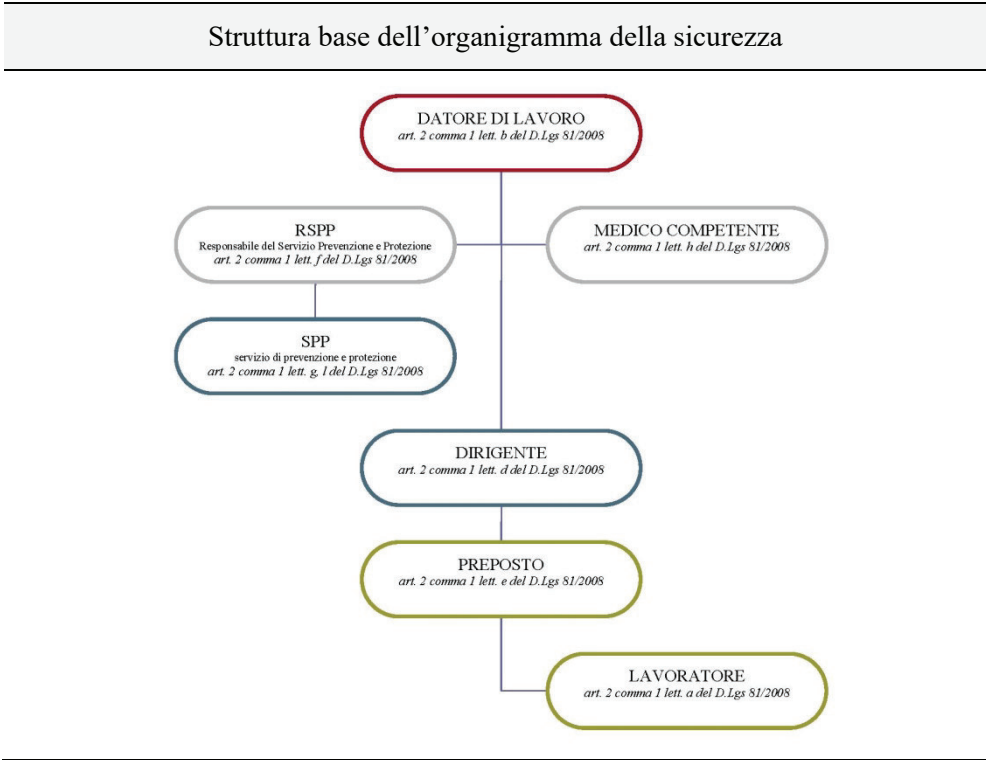 Struttura base dell’organigramma della sicurezza
DATORE DI LAVORO
art. 2 comma 1 lett. b del D.Lgs 81/2008
RSPP
Responsabile del Servizio Prevenzione e Protezione
art. 2 comma 1 lett. f del D.Lgs 81/2008
MEDICO COMPETENTE
art. 2 comma 1 lett. h del D.Lgs 81/2008
SPP
servizio di prevenzione e protezione
art. 2 comma 1 lett. g, l del D.Lgs 81/2008
DIRIGENTE
art. 2 comma 1 lett. d del D.Lgs 81/2008
PREPOSTO
art. 2 comma 1 lett. e del D.Lgs 81/2008
LAVORATORE
art. 2 comma 1 lett. a del D.Lgs 81/2008